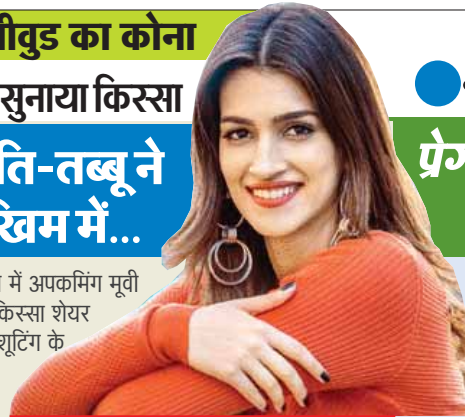 ीवुड का कोना
सुनाया किस्सा
ति-तब्बू ने
खिम में...
में अपकमिंग मूवी
किस्सा शेयर
शूटिंग के
प्रेग